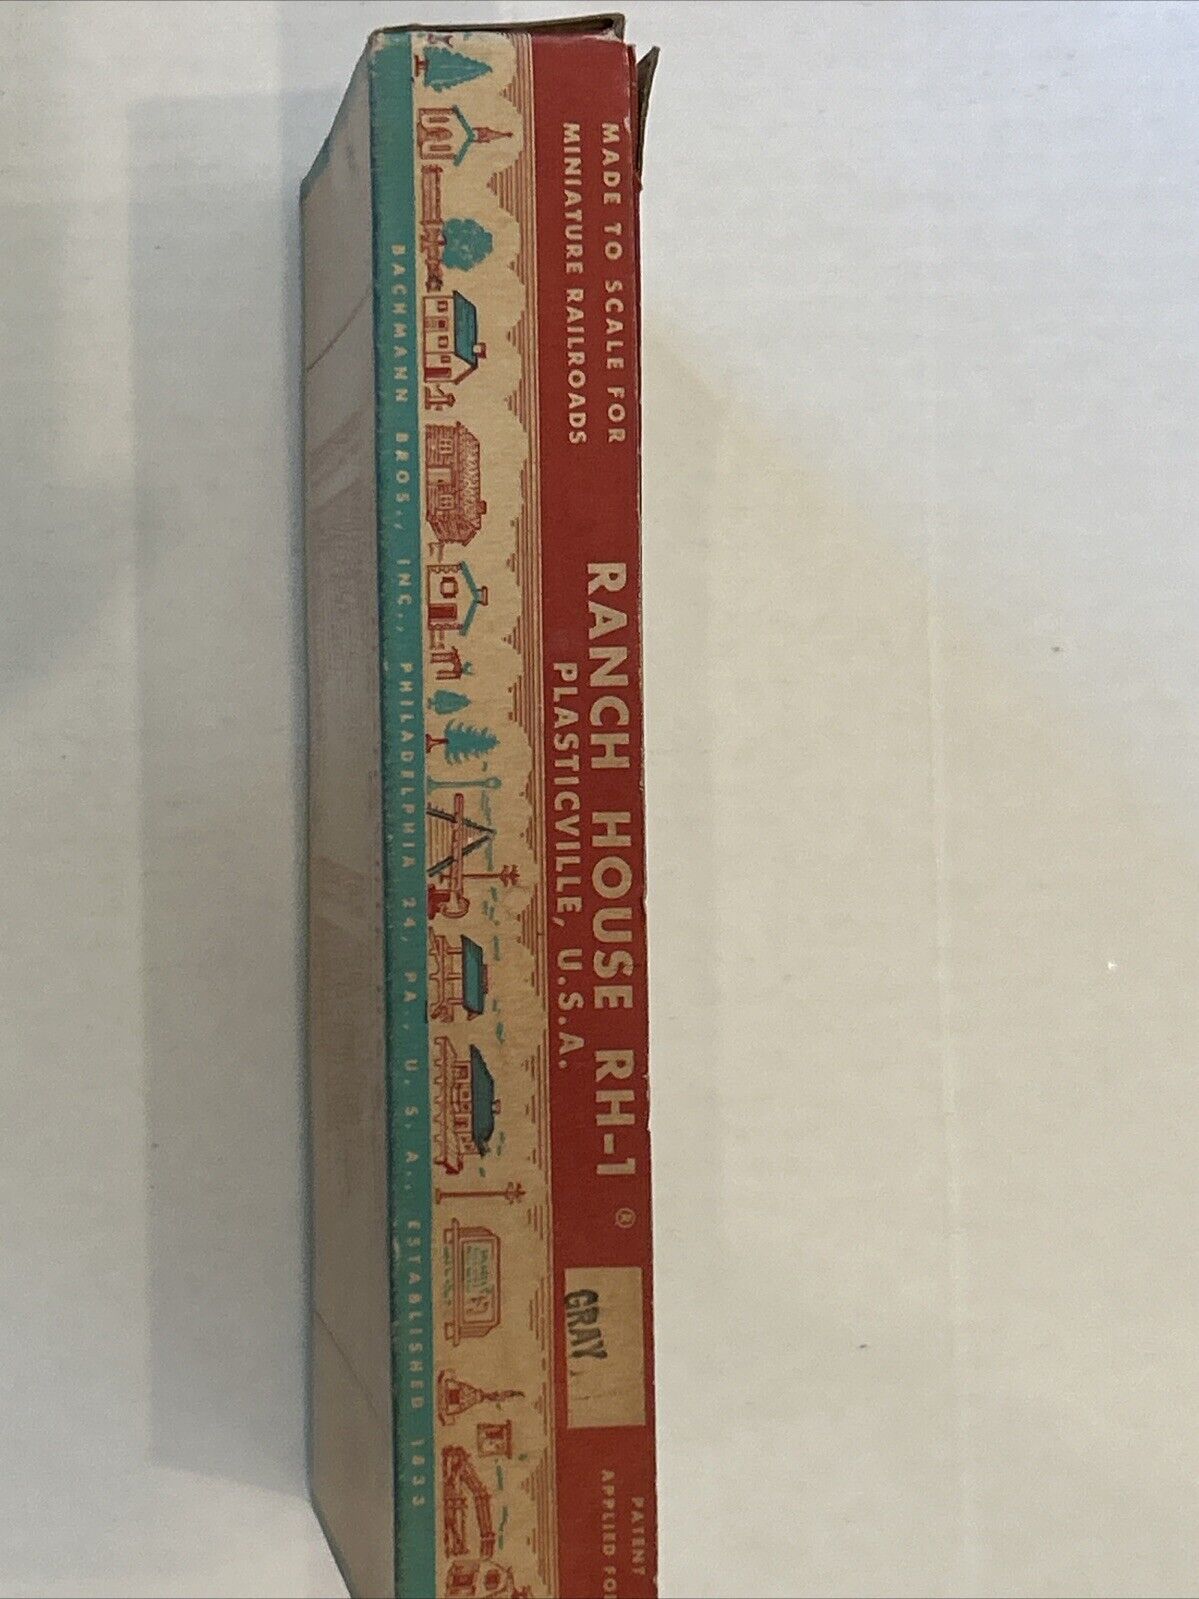 MADE TO SCALE FOR
MINIATURE RAILROADS
RANCH HOUSE RH-1 ®
PLASTICVILLE, U.S.A.
GRAY
PATENT
APPLIED FO
BACHMANN BROS., INC., PHILADELPHIA 24, PA., U. S. A., ESTABLISHED 1833